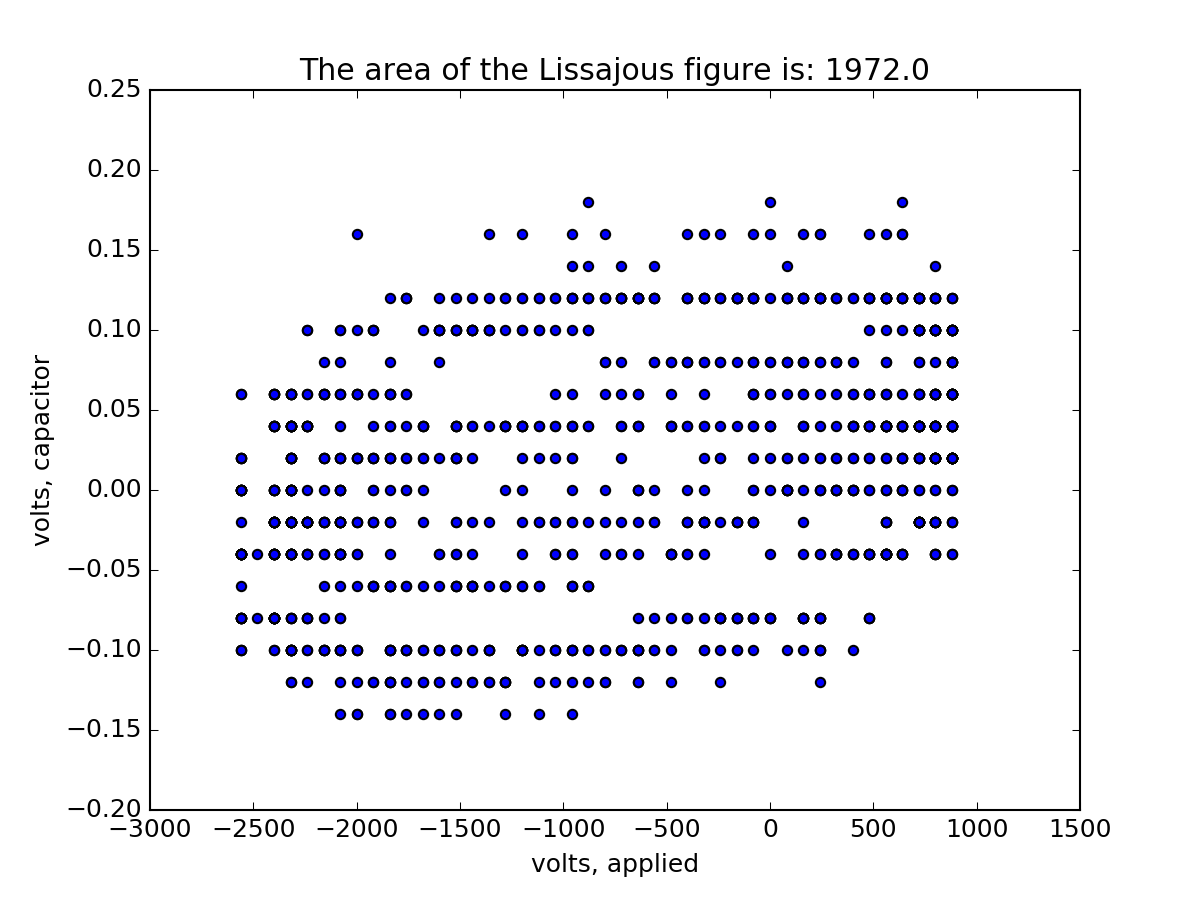 The area of the Lissajous figure is: 1972.0
0.25
0.20
0.15
0.10
0.05
0.00
−0.05
−0.10
−0.15
−0.20
volts, capacitor
−3000 −2500 −2000 −1500 −1000 −500 0 500 1000 1500
volts, applied